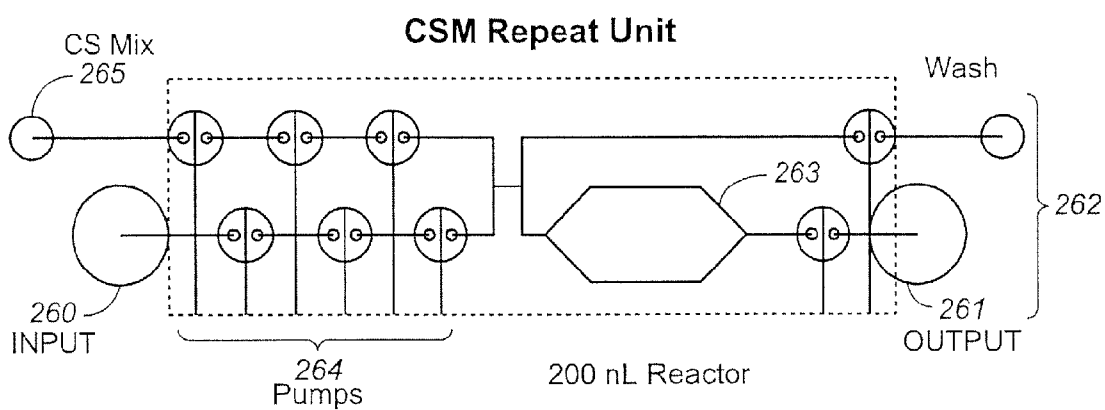 CSM Repeat Unit
CS Mix
265
Wash
263
262
260
INPUT
261
OUTPUT
264
Pumps
200 nL Reactor